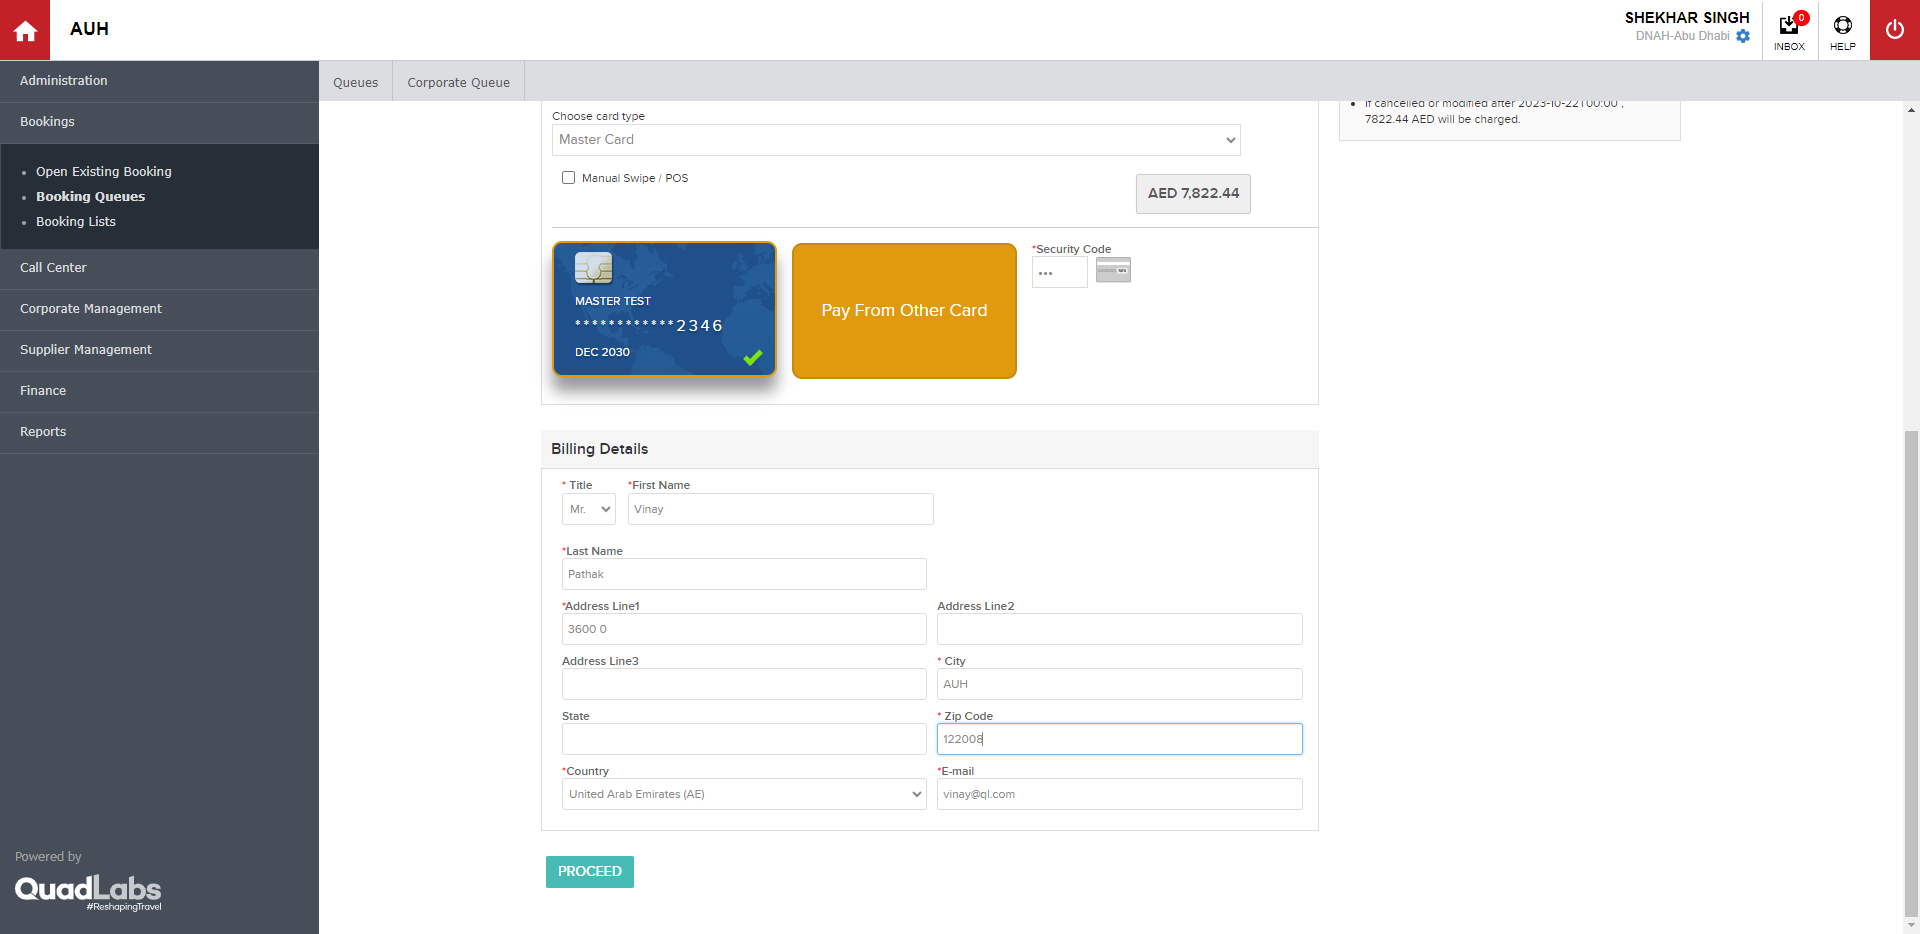 AUH
SHEKHAR SINGH
DNAH-Abu Dhabi
0
INBOX
HELP
Administration
Bookings
Open Existing Booking
Booking Queues
Booking Lists
Call Center
Corporate Management
Supplier Management
Finance
Reports
Powered by
QuadLabs
#ReshapingTravel
Queues
Corporate Queue
Choose card type
Master Card
Manual Swipe / POS
AED 7,822.44
MASTER TEST
************2346
DEC 2030
Pay From Other Card
*Security Code
•••
If cancelled or modified after 2023-10-22T00:00 ,
7822.44 AED will be charged.
Billing Details
* Title
*First Name
Mr.
Vinay
*Last Name
Pathak
*Address Line1
Address Line2
3600 0
Address Line3
* City
AUH
State
* Zip Code
122008
*Country
*E-mail
United Arab Emirates (AE)
vinay@ql.com
PROCEED